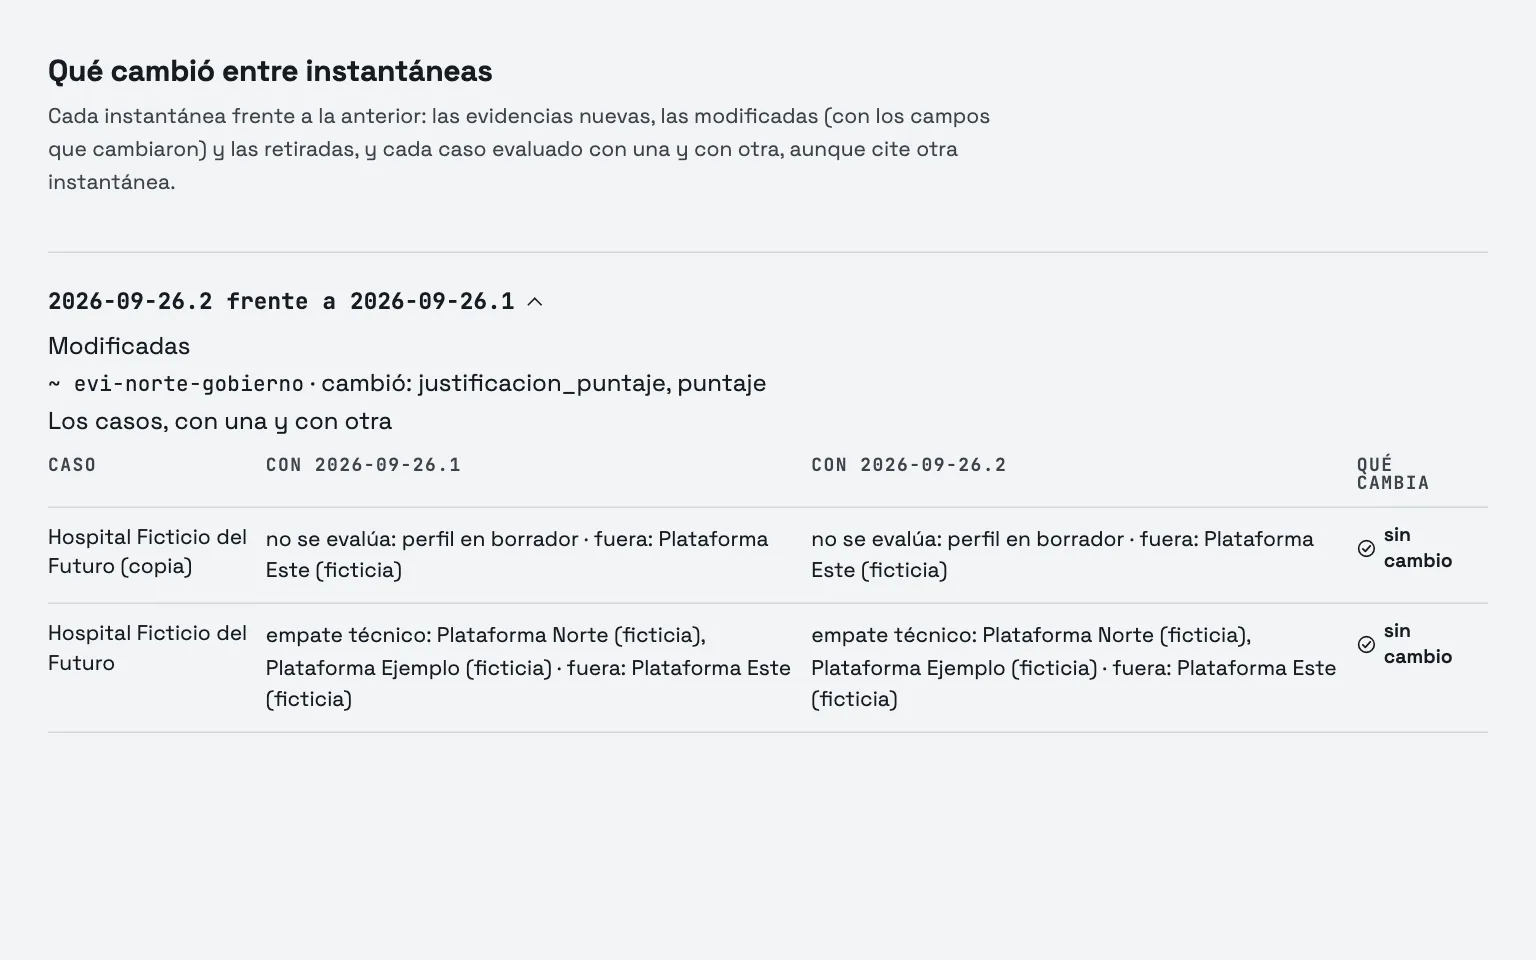 Qué cambió entre instantáneas
Cada instantánea frente a la anterior: las evidencias nuevas, las modificadas (con los campos
que cambiaron) y las retiradas, y cada caso evaluado con una y con otra, aunque cite otra
instantánea.
2026-09-26.2 frente a 2026-09-26.1
Modificadas
~ evi-norte-gobierno · cambió: justificacion_puntaje, puntaje
Los casos, con una y con otra
CASO
CON 2026-09-26.1
CON 2026-09-26.2
QUÉ
CAMBIA
Hospital Ficticio del
Futuro (copia)
no se evalúa: perfil en borrador · fuera: Plataforma
Este (ficticia)
no se evalúa: perfil en borrador · fuera: Plataforma
Este (ficticia)
sin
cambio
Hospital Ficticio del
Futuro
empate técnico: Plataforma Norte (ficticia),
Plataforma Ejemplo (ficticia) · fuera: Plataforma Este
(ficticia)
empate técnico: Plataforma Norte (ficticia),
Plataforma Ejemplo (ficticia) · fuera: Plataforma Este
(ficticia)
sin
cambio